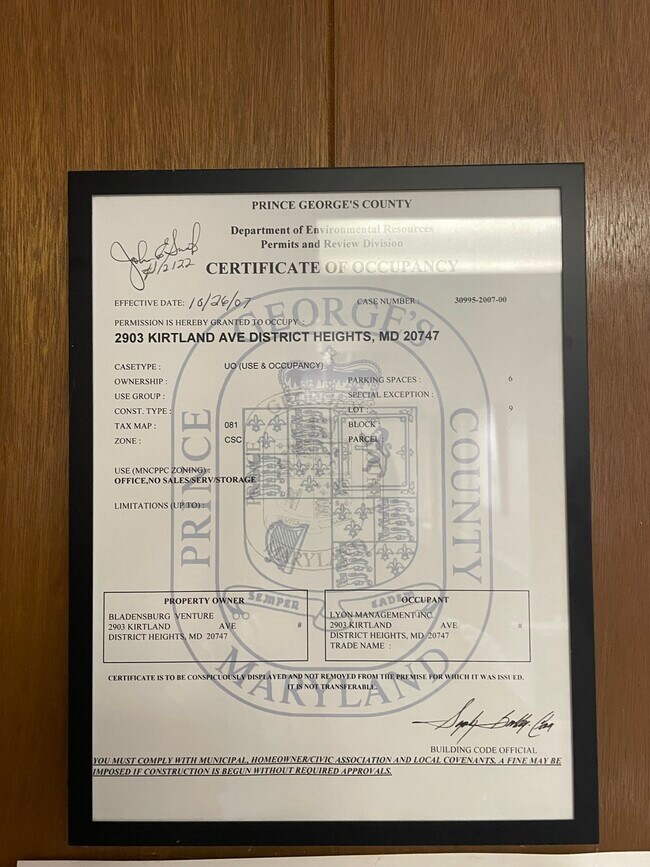 PRINCE GEORGE'S COUNTY
Department of Environmental Resources
Permits and Review Division
CERTIFICATE OF OCCUPANCY
EFFECTIVE DATE: 10/26/07 CASE NUMBER : 30995-2007-00
PERMISSION IS HEREBY GRANTED TO OCCUPY :
2903 KIRTLAND AVE DISTRICT HEIGHTS, MD 20747
CASETYPE : UO (USE & OCCUPANCY)
OWNERSHIP : PARKING SPACES : 6
USE GROUP : SPECIAL EXCEPTION :
CONST. TYPE : LOT : 9
TAX MAP : 081 BLOCK
ZONE : CSC PARCEL
USE (MNCPPC ZONING) :
OFFICE,NO SALES/SERV/STORAGE
LIMITATIONS (UP TO)
PROPERTY OWNER
BLADENSBURG VENTURE
2903 KIRTLAND AVE #
DISTRICT HEIGHTS, MD 20747
OCCUPANT
LYON MANAGEMENT INC.
2903 KIRTLAND AVE #
DISTRICT HEIGHTS, MD 20747
TRADE NAME :
CERTIFICATE IS TO BE CONSPICUOUSLY DISPLAYED AND NOT REMOVED FROM THE PREMISE FOR WHICH IT WAS ISSUED.
IT IS NOT TRANSFERABLE.
BUILDING CODE OFFICIAL
YOU MUST COMPLY WITH MUNICIPAL, HOMEOWNER/CIVIC ASSOCIATION AND LOCAL COVENANTS. A FINE MAY BE
IMPOSED IF CONSTRUCTION IS BEGUN WITHOUT REQUIRED APPROVALS.
PRINCE GEORGE'S COUNTY
MARYLAND
SEMPER EADEM